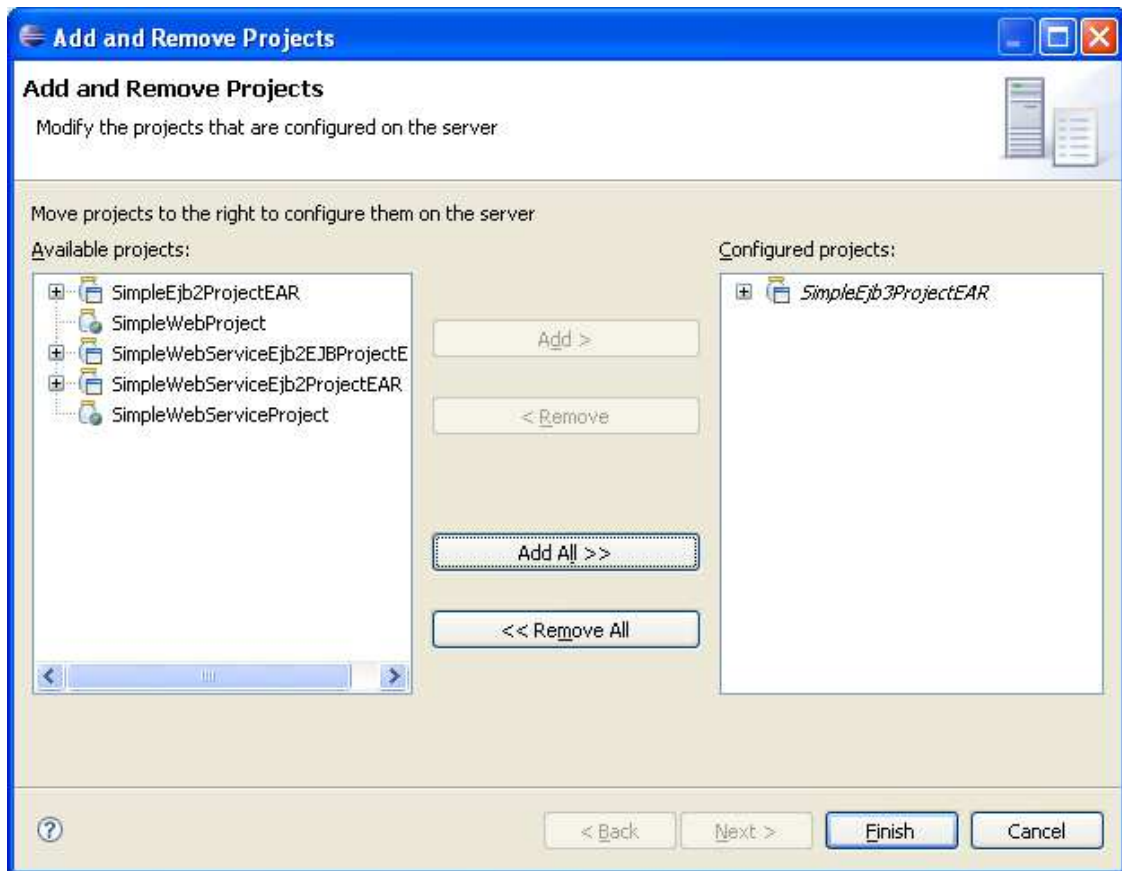 Add and Remove Projects
Add and Remove Projects
Modify the projects that are configured on the server
Move projects to the right to configure them on the server
Available projects:
Configured projects:
SimpleEjb2ProjectEAR
SimpleWebProject
SimpleWebServiceEjb2EJBProjectE
SimpleWebServiceEjb2ProjectEAR
SimpleWebServiceProject
Add >
< Remove
Add All >>
<< Remove All
SimpleEjb3ProjectEAR
?
< Back
Next >
Finish
Cancel